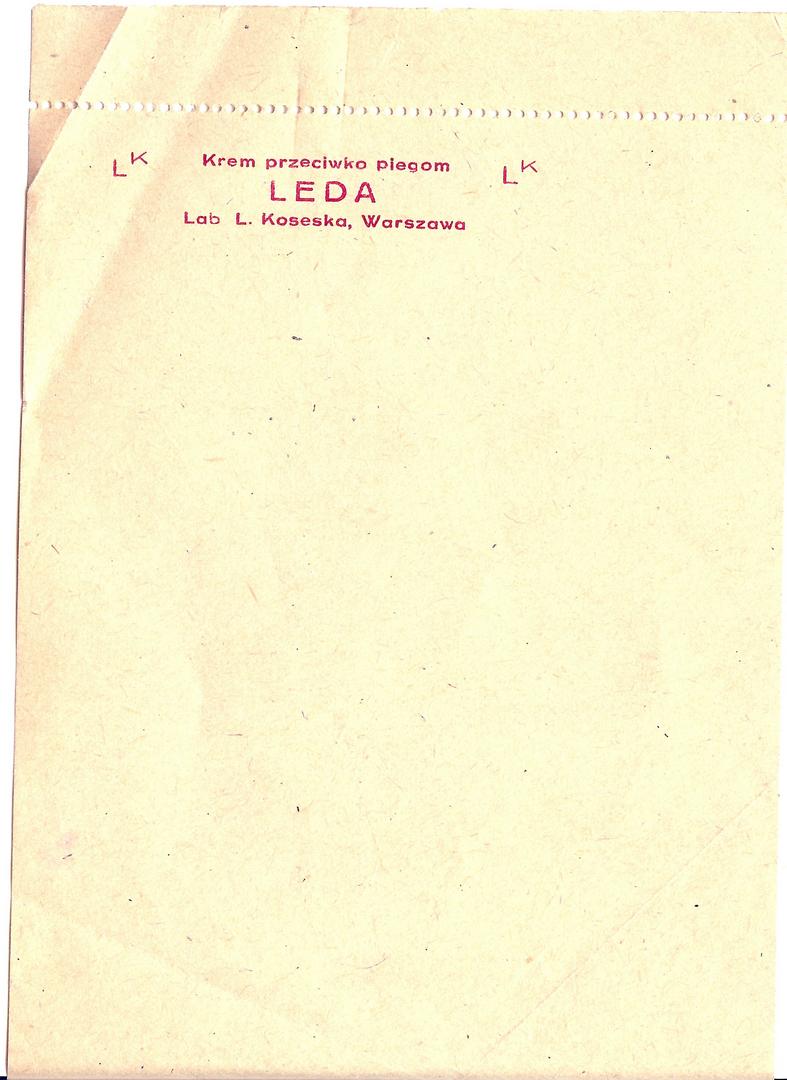 LK Krem przeciwko piegom LK
LEDA
Lab L. Koseska, Warszawa